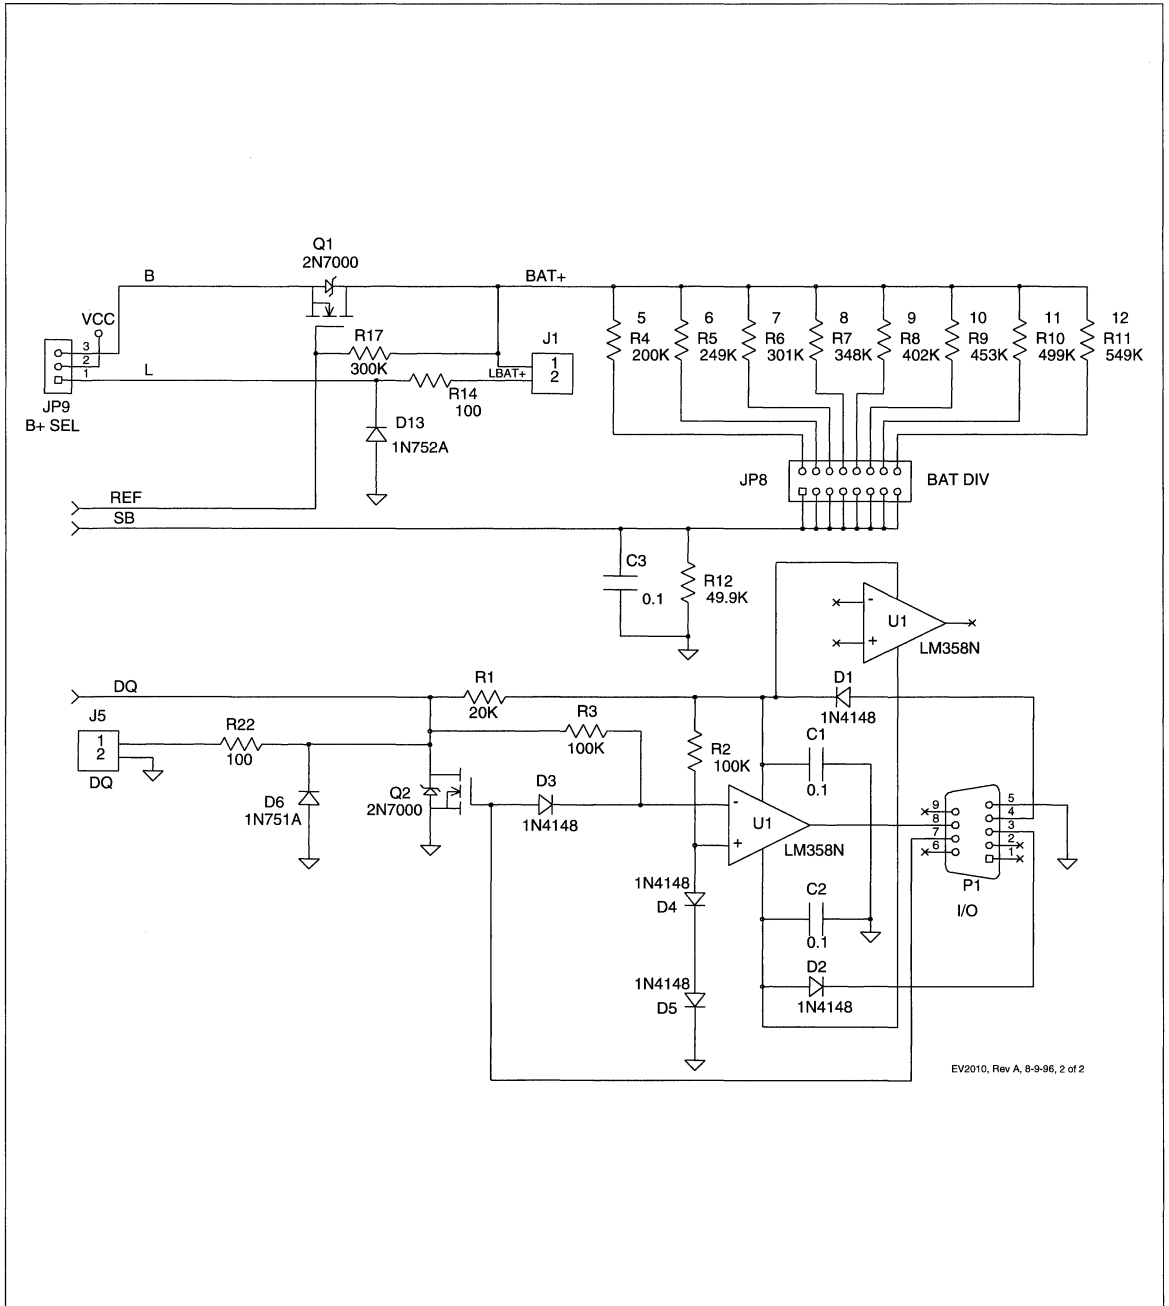 Q1
2N7000
B
BAT+
VCC
3
2
1
L
JP9
B+ SEL
R17
300K
J1
1
2
LBAT+
R14
100
D13
1N752A
5
R4
200K
6
R5
249K
7
R6
301K
8
R7
348K
9
R8
402K
10
R9
453K
11
R10
499K
12
R11
549K
JP8
BAT DIV
REF
SB
C3
0.1
R12
49.9K
-
+
U1
LM358N
DQ
R1
20K
D1
1N4148
J5
1
2
DQ
R22
100
R3
100K
R2
100K
C1
0.1
D6
1N751A
Q2
2N7000
D3
1N4148
-
+
U1
LM358N
9
8
7
6
5
4
3
2
1
P1
I/O
1N4148
D4
C2
0.1
1N4148
D5
D2
1N4148
EV2010, Rev A, 8-9-96, 2 of 2